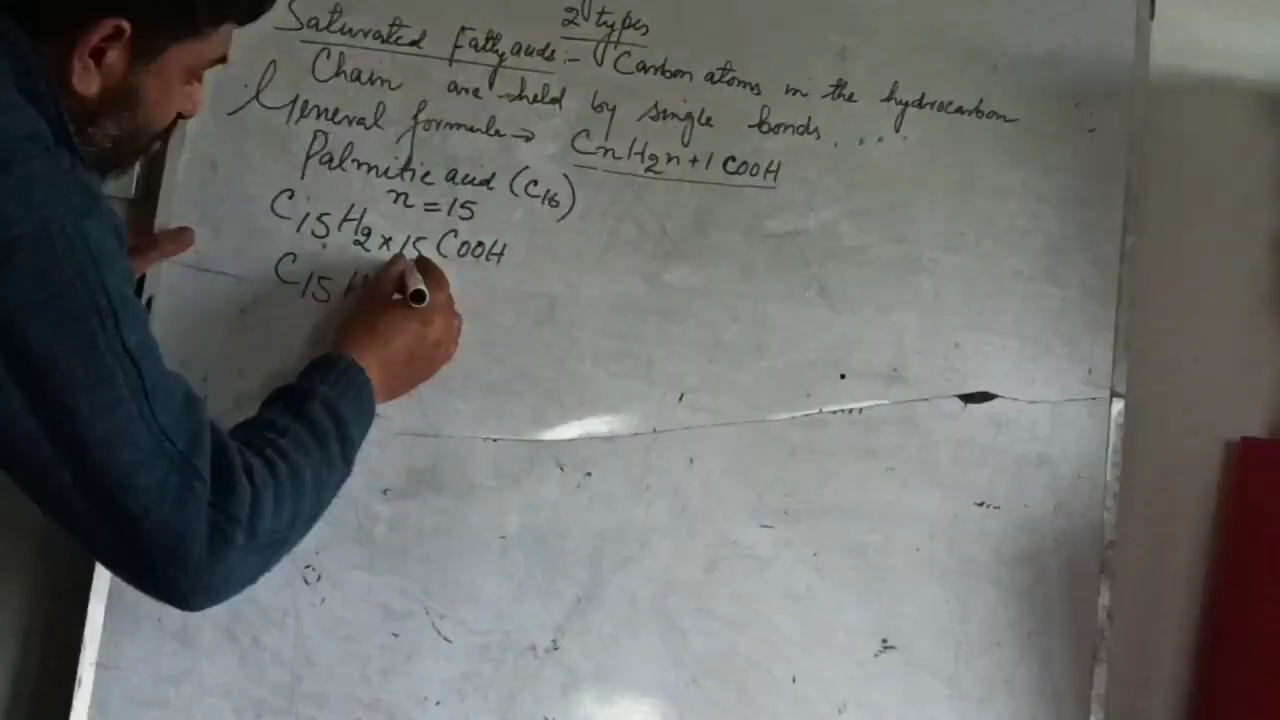 2 types
Saturated Fatty acids :- Carbon atoms in the hydrocarbon
Chain are held by single bonds....
General formula → CnH2n+1 COOH
Palmitic acid (C16)
n = 15
C15 H2×15 COOH
C15 H